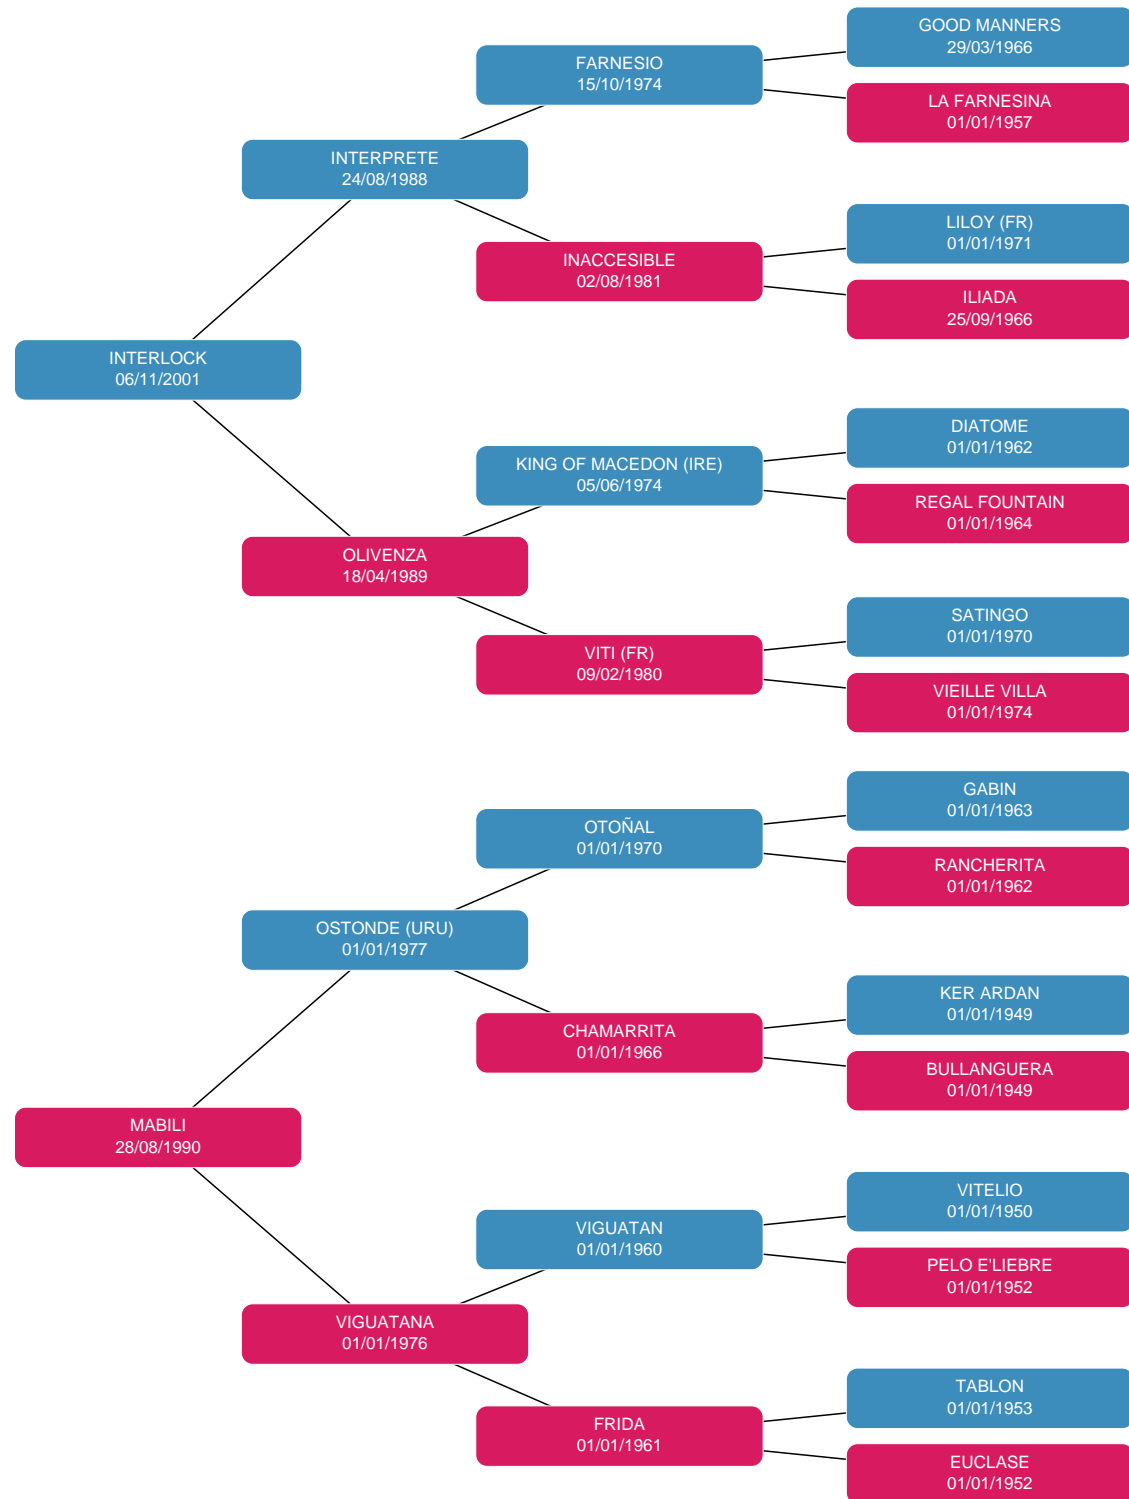 GOOD MANNERS
29/03/1966
FARNESIO
15/10/1974
LA FARNESINA
01/01/1957
INTERPRETE
24/08/1988
LILOY (FR)
01/01/1971
INACCESIBLE
02/08/1981
ILIADA
25/09/1966
INTERLOCK
06/11/2001
DIATOME
01/01/1962
KING OF MACEDON (IRE)
05/06/1974
REGAL FOUNTAIN
01/01/1964
OLIVENZA
18/04/1989
SATINGO
01/01/1970
VITI (FR)
09/02/1980
VIEILLE VILLA
01/01/1974
GABIN
01/01/1963
OTOÑAL
01/01/1970
RANCHERITA
01/01/1962
OSTONDE (URU)
01/01/1977
KER ARDAN
01/01/1949
CHAMARRITA
01/01/1966
BULLANGUERA
01/01/1949
MABILI
28/08/1990
VITELIO
01/01/1950
VIGUATAN
01/01/1960
PELO E'LIEBRE
01/01/1952
VIGUATANA
01/01/1976
TABLON
01/01/1953
FRIDA
01/01/1961
EUCLASE
01/01/1952